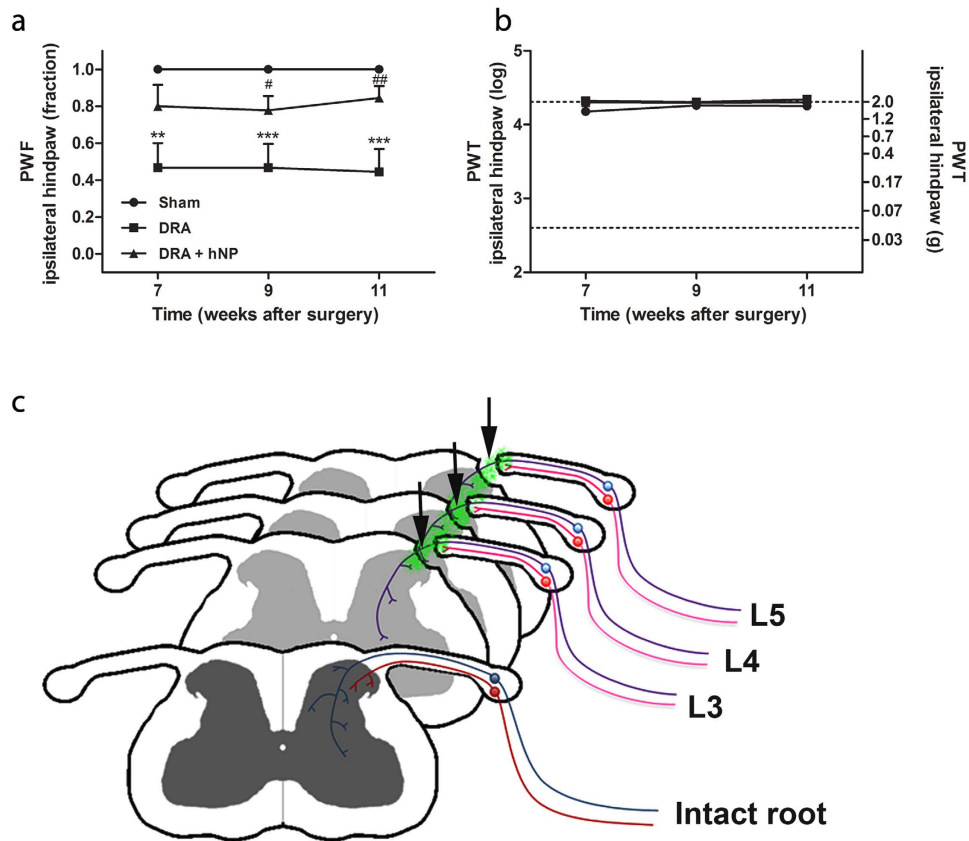 a
PWF
ipsilateral hindpaw (fraction)
1.0
0.8
0.6
0.4
0.2
0.0
#
##
**
***
***
Sham
DRA
DRA + hNP
7
9
11
Time (weeks after surgery)
b
PWT
ipsilateral hindpaw (log)
5
4
3
2
2.0
1.2
0.7
0.4
0.17
0.07
0.03
PWT
ipsilateral hindpaw (g)
7
9
11
Time (weeks after surgery)
c
L5
L4
L3
Intact root